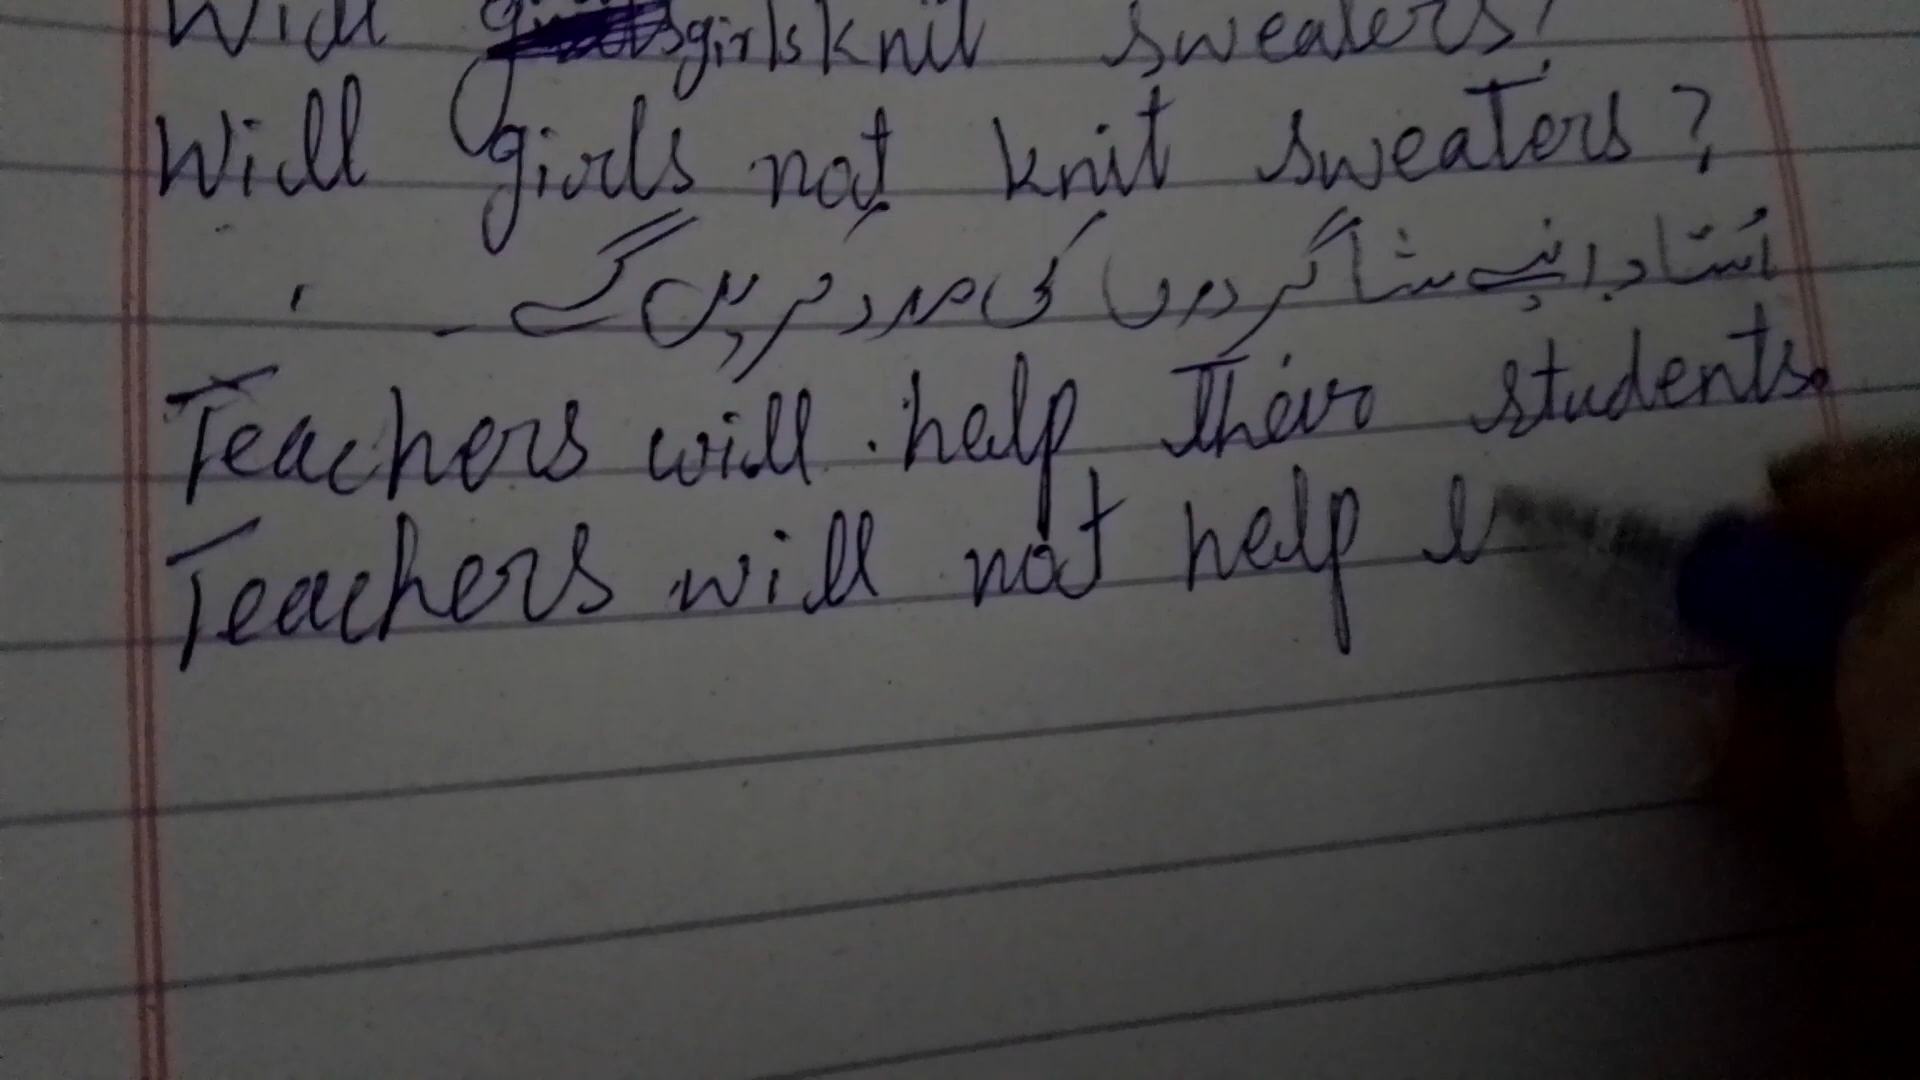 Will girls knit sweaters?
Will girls not knit sweaters?
استاد اپنے شاگردوں کی مدد کریں گے۔
Teachers will help their students.
Teachers will not help